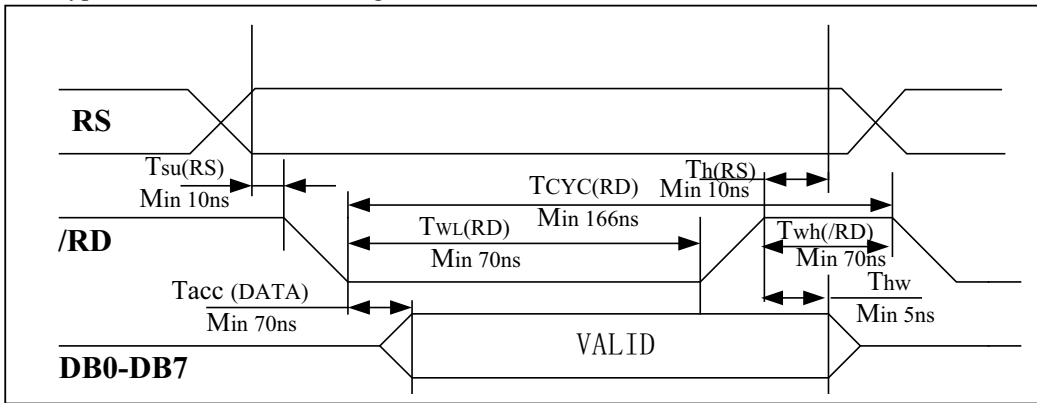 RS
Tsu(RS)
Min 10ns
Th(RS)
Min 10ns
TCYC(RD)
Min 166ns
/RD
TWL(RD)
Min 70ns
Twh(/RD)
Min 70ns
Tacc (DATA)
Min 70ns
Thw
Min 5ns
VALID
DB0-DB7